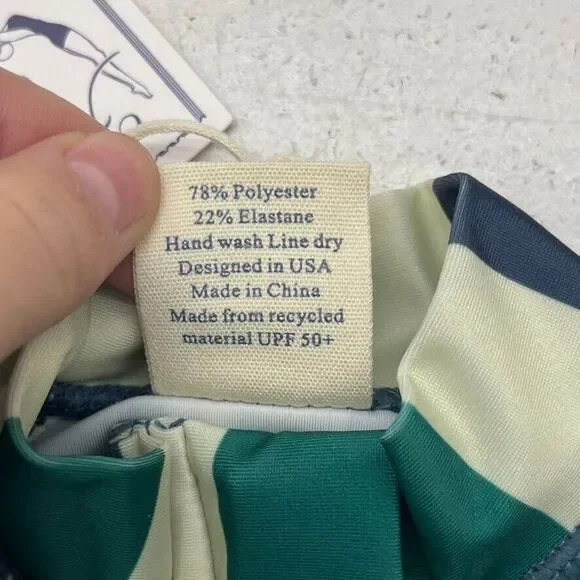 78% Polyester
22% Elastane
Hand wash Line dry
Designed in USA
Made in China
Made from recycled
material UPF 50+